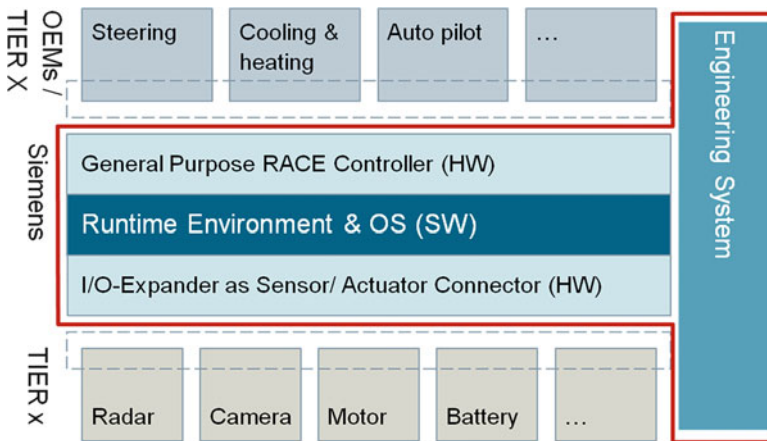 OEMs /
TIER X
Steering
Cooling &
heating
Auto pilot
...
Engineering System
Siemens
General Purpose RACE Controller (HW)
Runtime Environment & OS (SW)
I/O-Expander as Sensor/ Actuator Connector (HW)
TIER x
Radar
Camera
Motor
Battery
...